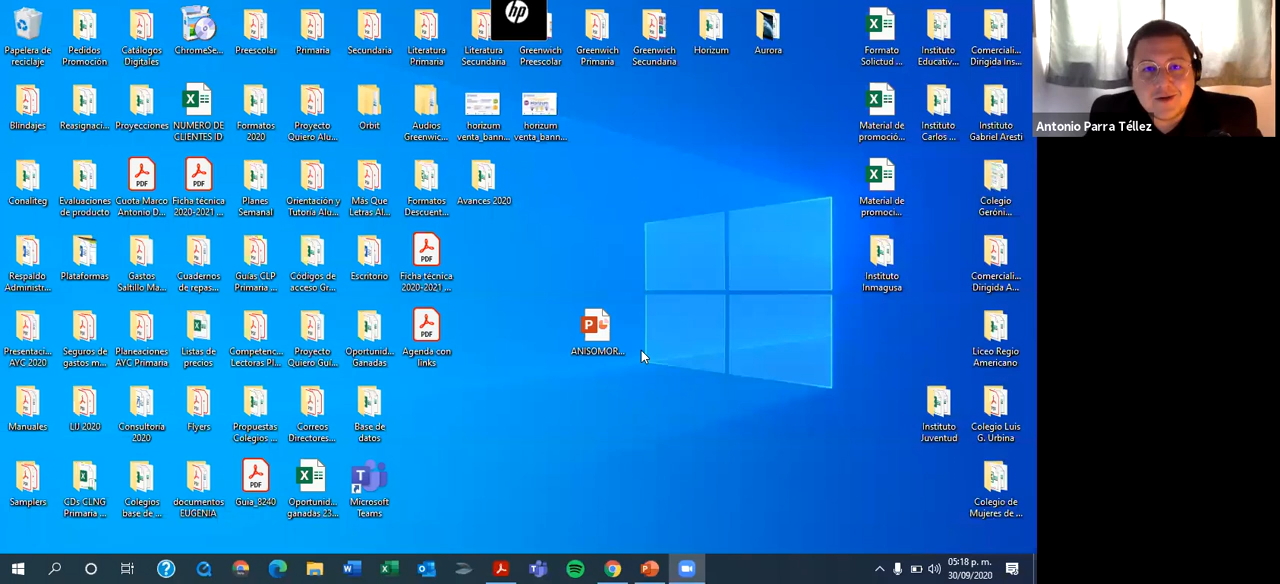 Papelera de reciclaje
Pedidos Promoción
Catálogos Digitales
ChromeSe...
Preescolar
Primaria
Secundaria
Literatura Primaria
Literatura Secundaria
Greenwich Preescolar
Greenwich Primaria
Greenwich Secundaria
Horizum
Aurora
Formato Solicitud ...
Instituto Educativ...
Comerciali... Dirigida Ins...
hp
Antonio Parra Téllez
Blindajes
Reasignaci...
Proyecciones
NUMERO DE CLIENTES ID
Formatos 2020
Proyecto Quiero Alu...
Orbit
Audios Greenwic...
horizum venta_bann...
horizum venta_bann...
Material de promoció...
Instituto Carlos ...
Instituto Gabriel Aresti
Conaliteg
Evaluaciones de producto
Cuota Marco Antonio D...
Ficha técnica 2020-2021 ...
Planes Semanal
Orientación y Tutoría Alu...
Más Que Letras Al...
Formatos Descuent...
Avances 2020
Material de promoci...
Colegio Geróni...
Respaldo Administr...
Plataformas
Gastos Saltillo Ma...
Cuadernos de repas...
Guías CLP Primaria ...
Códigos de acceso Gr...
Escritorio
Ficha técnica 2020-2021 ...
Instituto Inmagusa
Comerciali... Dirigida A...
Presentaci... AYC 2020
Seguros de gastos m...
Planeaciones AYC Primaria
Listas de precios
Competenc... Lectoras Pl...
Proyecto Quiero Gui...
Oportunid... Ganadas
Agenda con links
ANISOMOR...
Liceo Regio Americano
Manuales
LIJ 2020
Consultoria 2020
Flyers
Propuestas Colegios ...
Correos Directores...
Base de datos
Instituto Juventud
Colegio Luis G. Urbina
Samplers
CDs CLNG Primaria ...
Colegios base de ...
documentos EUGENIA
Guia_8240
Oportunid... ganadas 23...
Microsoft Teams
Colegio de Mujeres de ...
05:18 p. m.
30/09/2020